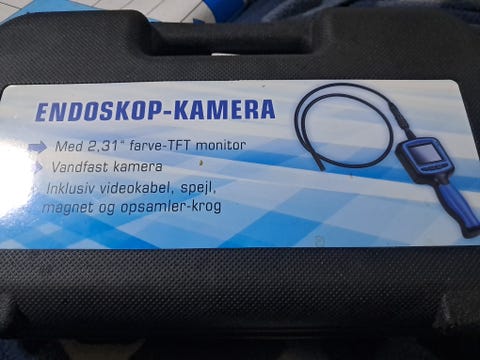 ENDOSKOP-KAMERA
Med 2,31" farve-TFT monitor
Vandfast kamera
Inklusiv videokabel, spejl,
magnet og opsamler-krog